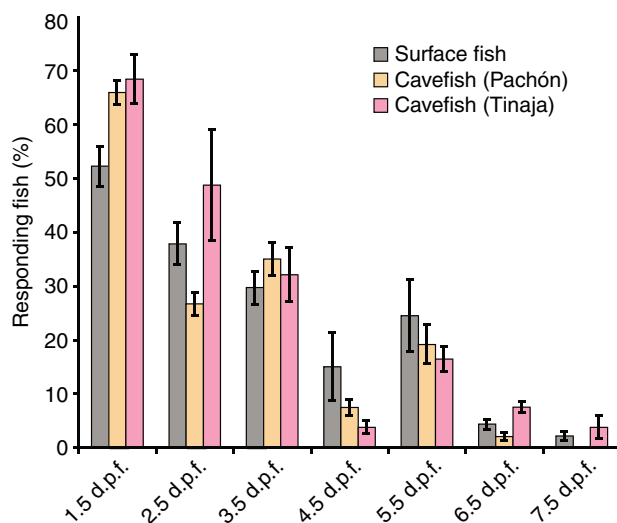 Responding fish (%)
80
70
60
50
40
30
20
10
0
Surface fish
Cavefish (Pachón)
Cavefish (Tinaja)
1.5 d.p.f.
2.5 d.p.f.
3.5 d.p.f.
4.5 d.p.f.
5.5 d.p.f.
6.5 d.p.f.
7.5 d.p.f.